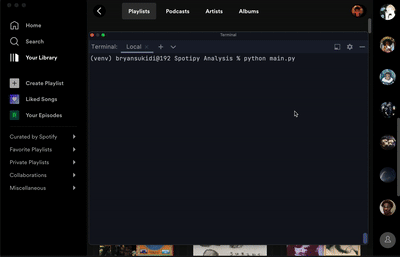 Playlists Podcasts Artists Albums
Home
Search
Your Library
Create Playlist
Liked Songs
Your Episodes
Curated by Spotify
Favorite Playlists
Private Playlists
Collaborations
Miscellaneous
Terminal
Terminal: Local
(venv) bryansukidi@192 Spotipy Analysis % python main.py